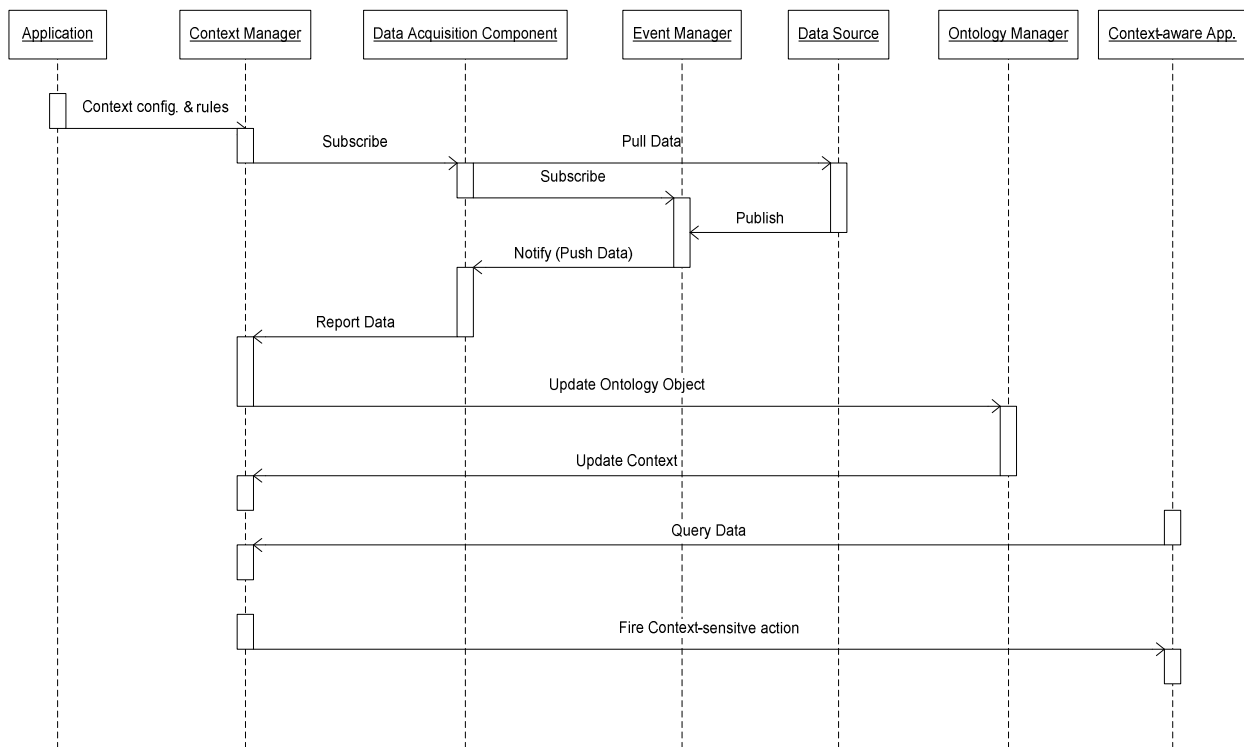 Application
Context Manager
Data Acquisition Component
Event Manager
Data Source
Ontology Manager
Context-aware App.
Context config. & rules
Subscribe
Pull Data
Subscribe
Publish
Notify (Push Data)
Report Data
Update Ontology Object
Update Context
Query Data
Fire Context-sensitve action